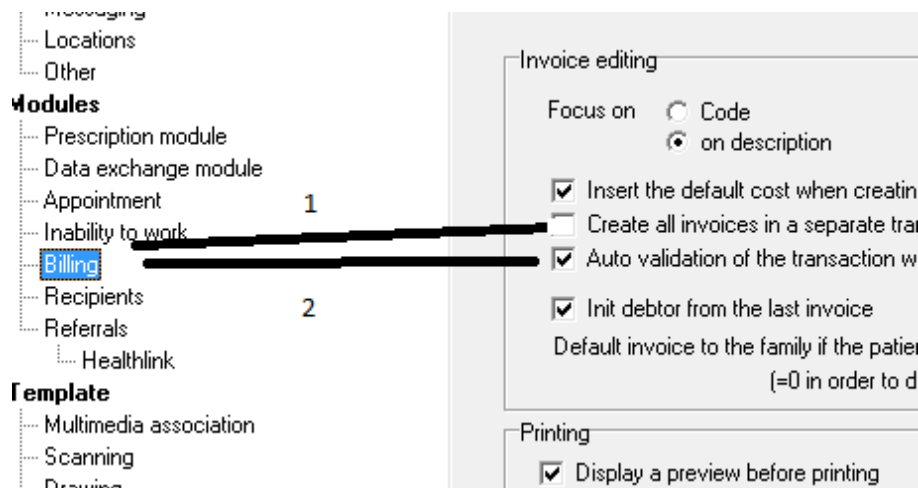 Locations
Other
Modules
Prescription module
Data exchange module
Appointment
Inability to work
Billing
Recipients
Referrals
Healthlink
Template
Multimedia association
Scanning
1
2
Invoice editing
Focus on Code
on description
Insert the default cost when creatin
Create all invoices in a separate tra
Auto validation of the transaction w
Init debtor from the last invoice
Default invoice to the family if the patie
(=0 in order to d
Printing
Display a preview before printing